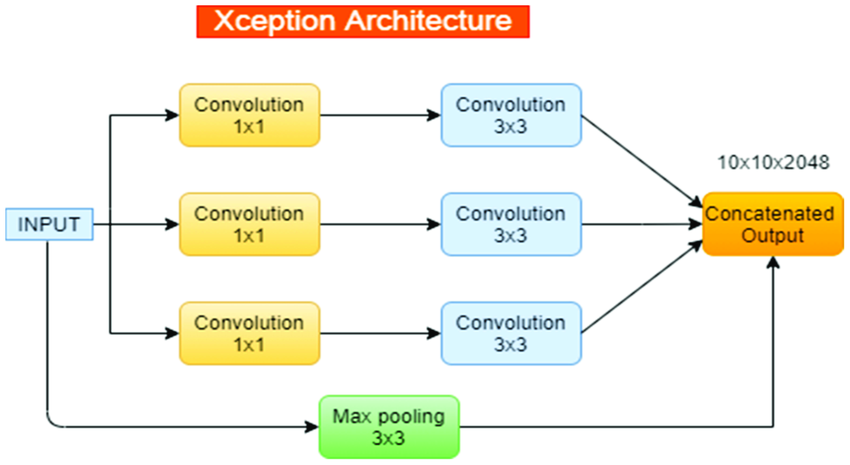 Xception Architecture
Convolution
1x1
Convolution
3x3
10x10x2048
INPUT
Convolution
1x1
Convolution
3x3
Concatenated
Output
Convolution
1x1
Convolution
3x3
Max pooling
3x3